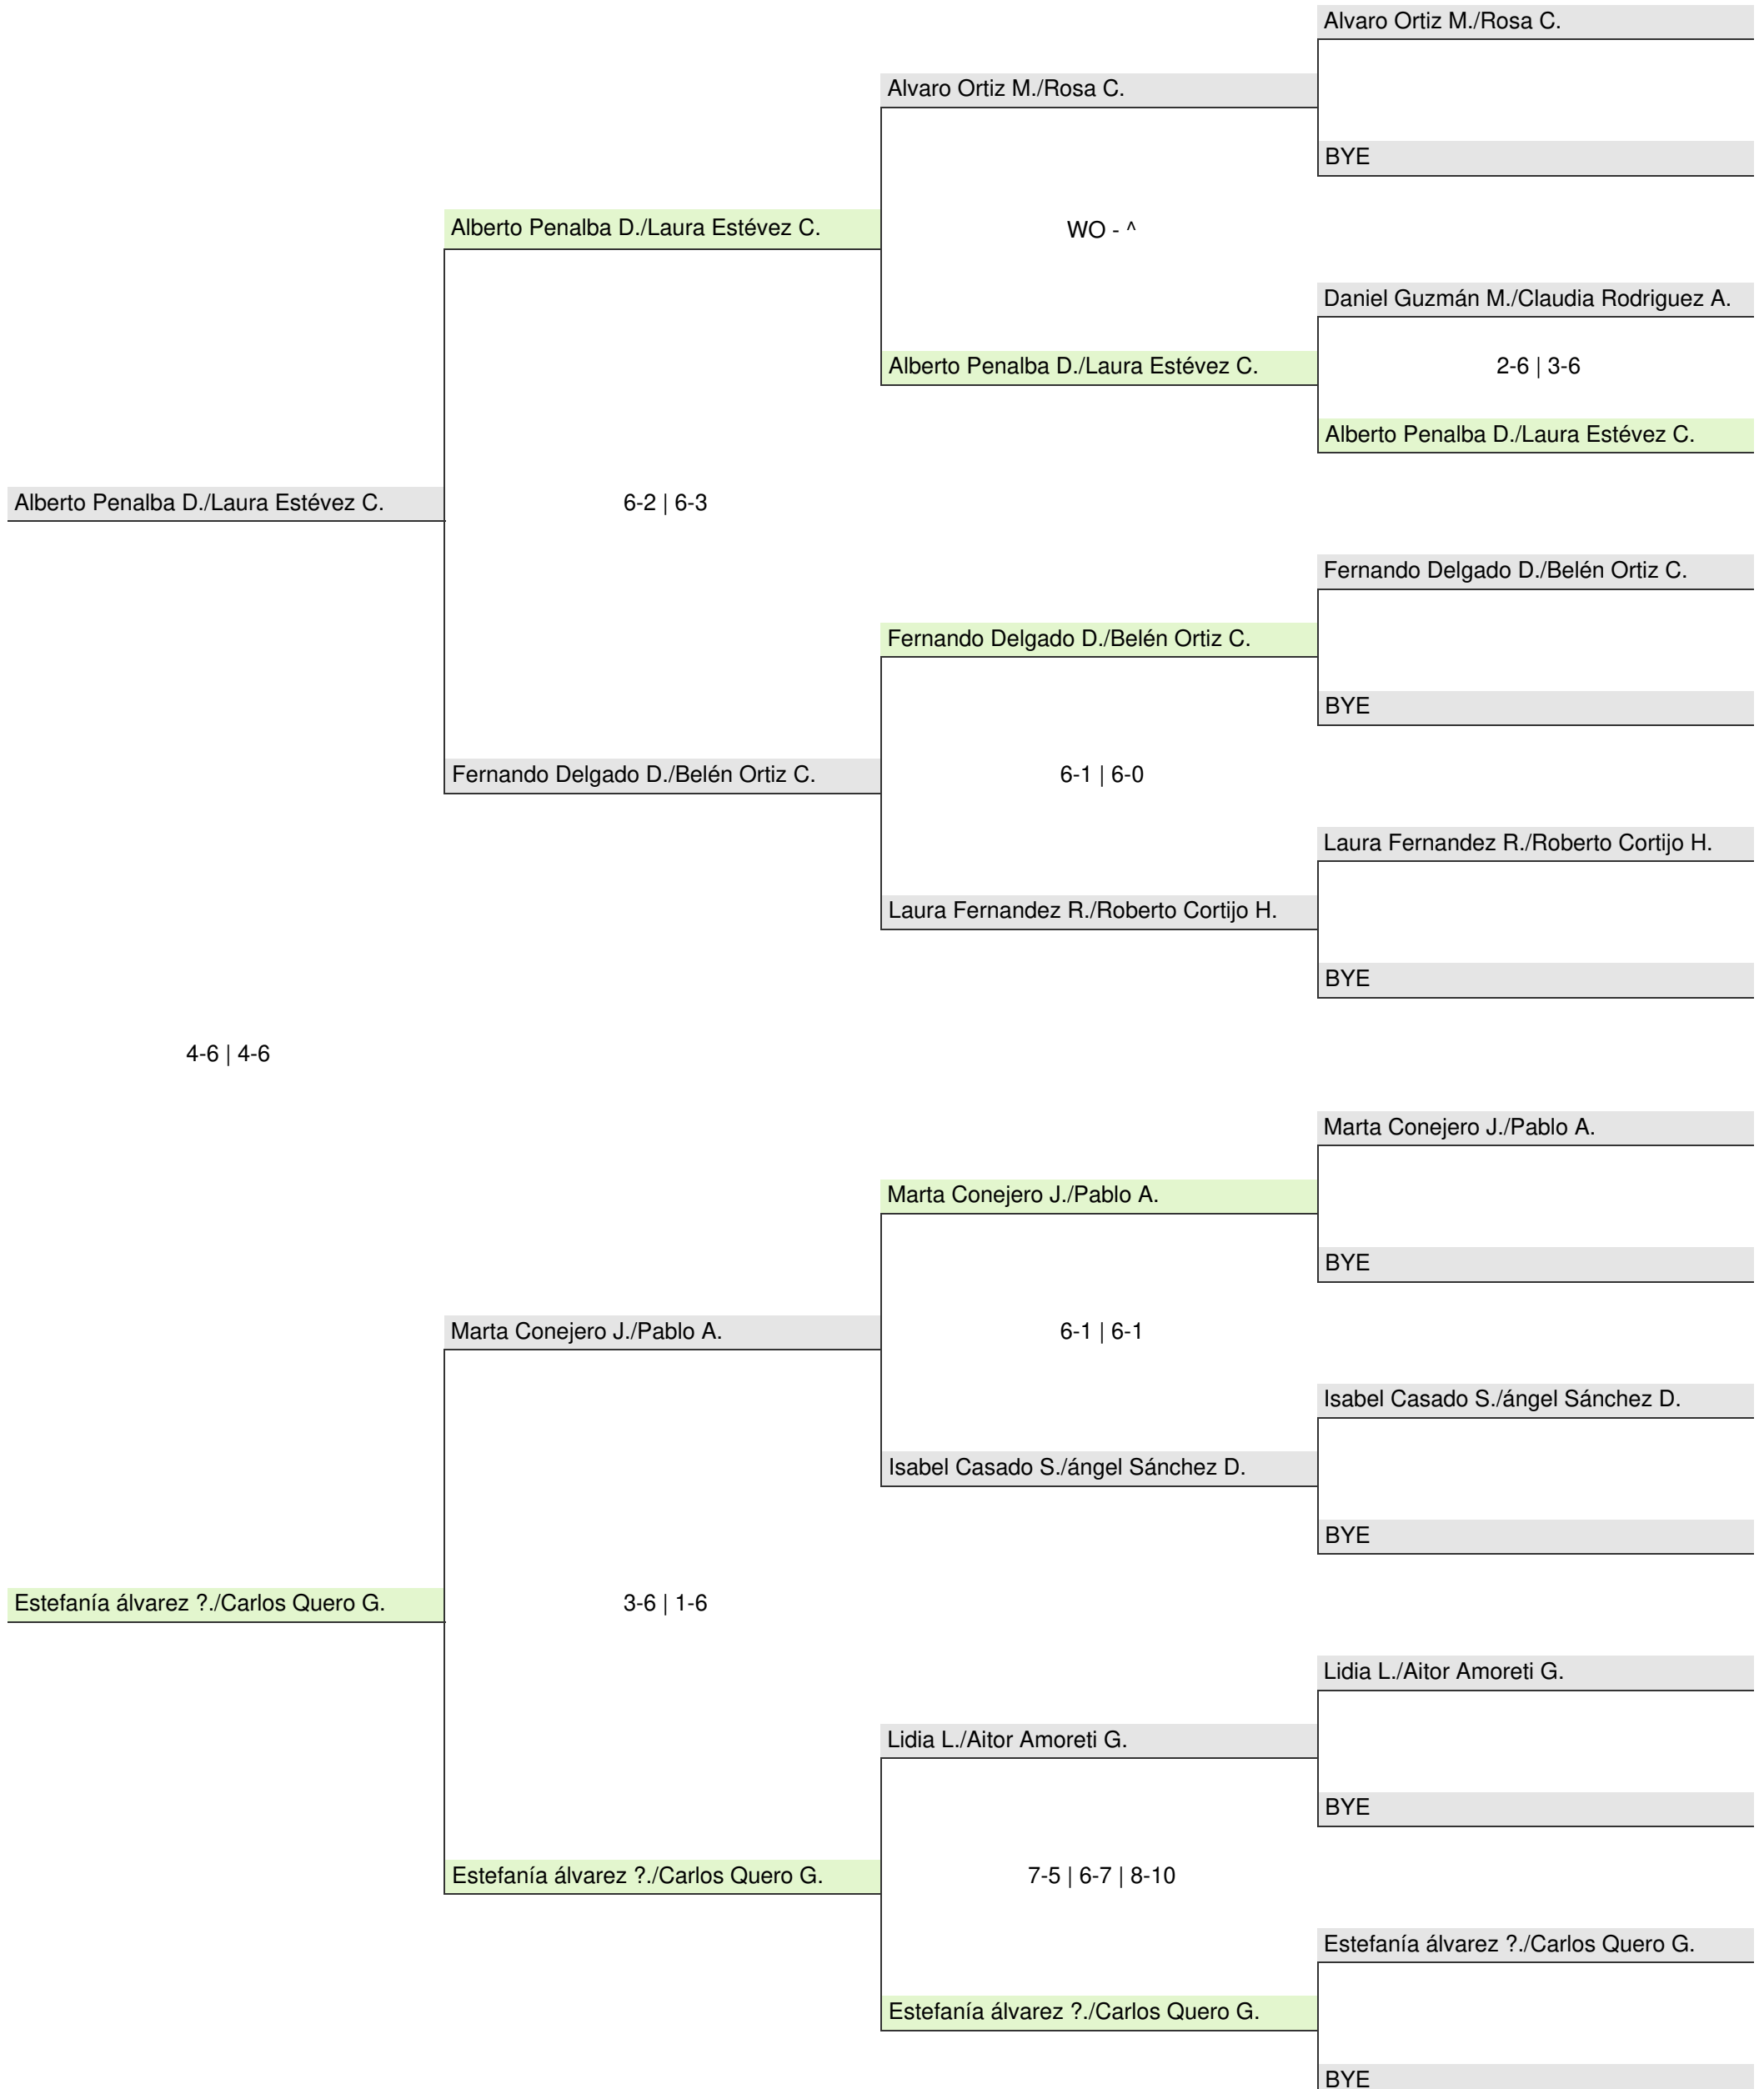 Alvaro Ortiz M./Rosa C.
Alvaro Ortiz M./Rosa C.
BYE
Alberto Penalba D./Laura Estévez C.
WO - ^
Daniel Guzmán M./Claudia Rodriguez A.
Alberto Penalba D./Laura Estévez C.
2-6 | 3-6
Alberto Penalba D./Laura Estévez C.
Alberto Penalba D./Laura Estévez C.
6-2 | 6-3
Fernando Delgado D./Belén Ortiz C.
Fernando Delgado D./Belén Ortiz C.
BYE
Fernando Delgado D./Belén Ortiz C.
6-1 | 6-0
Laura Fernandez R./Roberto Cortijo H.
Laura Fernandez R./Roberto Cortijo H.
BYE
4-6 | 4-6
Marta Conejero J./Pablo A.
Marta Conejero J./Pablo A.
BYE
Marta Conejero J./Pablo A.
6-1 | 6-1
Isabel Casado S./ángel Sánchez D.
Isabel Casado S./ángel Sánchez D.
BYE
Estefanía álvarez ?./Carlos Quero G.
3-6 | 1-6
Lidia L./Aitor Amoreti G.
Lidia L./Aitor Amoreti G.
BYE
Estefanía álvarez ?./Carlos Quero G.
7-5 | 6-7 | 8-10
Estefanía álvarez ?./Carlos Quero G.
Estefanía álvarez ?./Carlos Quero G.
BYE